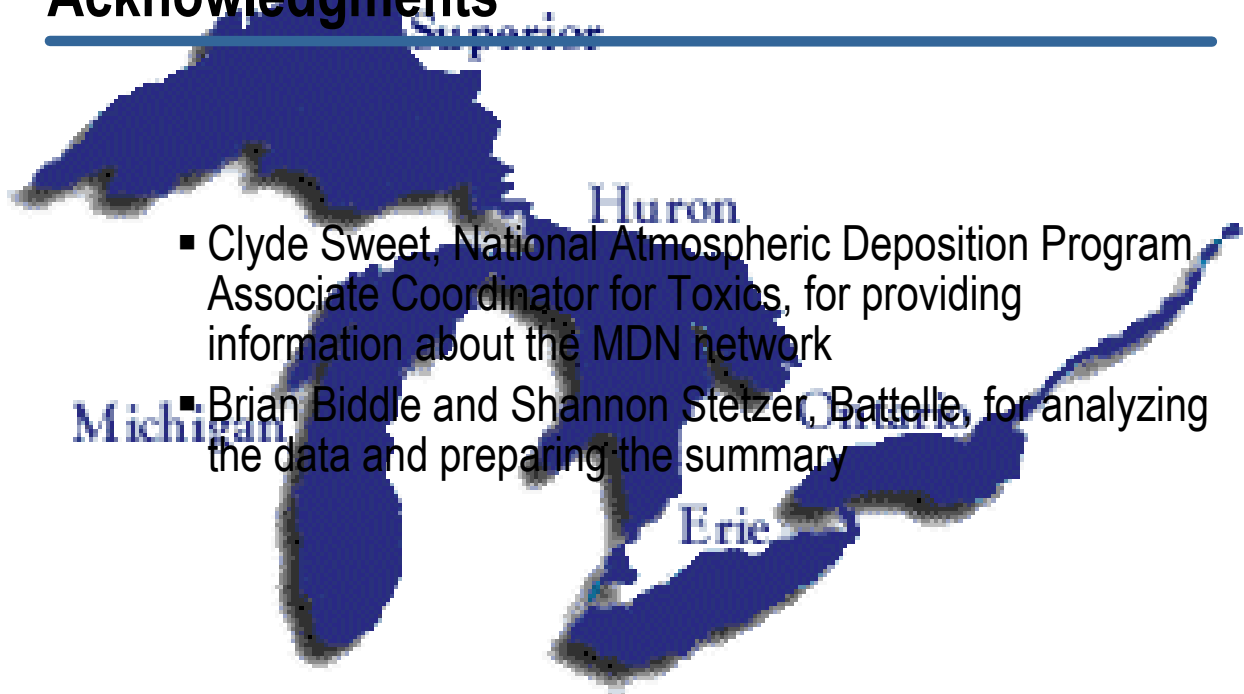 Acknowledgments
Superior
Huron
▪ Clyde Sweet, National Atmospheric Deposition Program
Associate Coordinator for Toxics, for providing
information about the MDN network
Michigan
▪ Brian Biddle and Shannon Stetzer, Battelle, for analyzing
Ontario
the data and preparing the summary
Erie